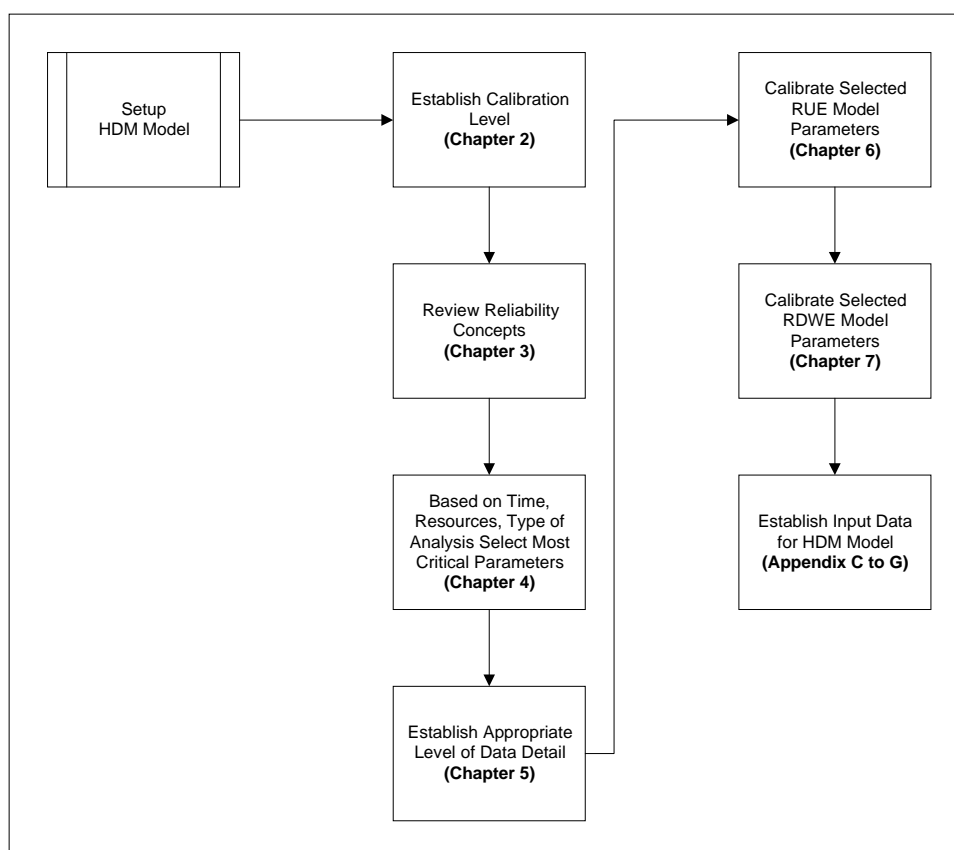 Setup
HDM Model
Establish Calibration
Level
(Chapter 2)
Review Reliability
Concepts
(Chapter 3)
Based on Time,
Resources, Type of
Analysis Select Most
Critical Parameters
(Chapter 4)
Establish Appropriate
Level of Data Detail
(Chapter 5)
Calibrate Selected
RUE Model
Parameters
(Chapter 6)
Calibrate Selected
RDWE Model
Parameters
(Chapter 7)
Establish Input Data
for HDM Model
(Appendix C to G)